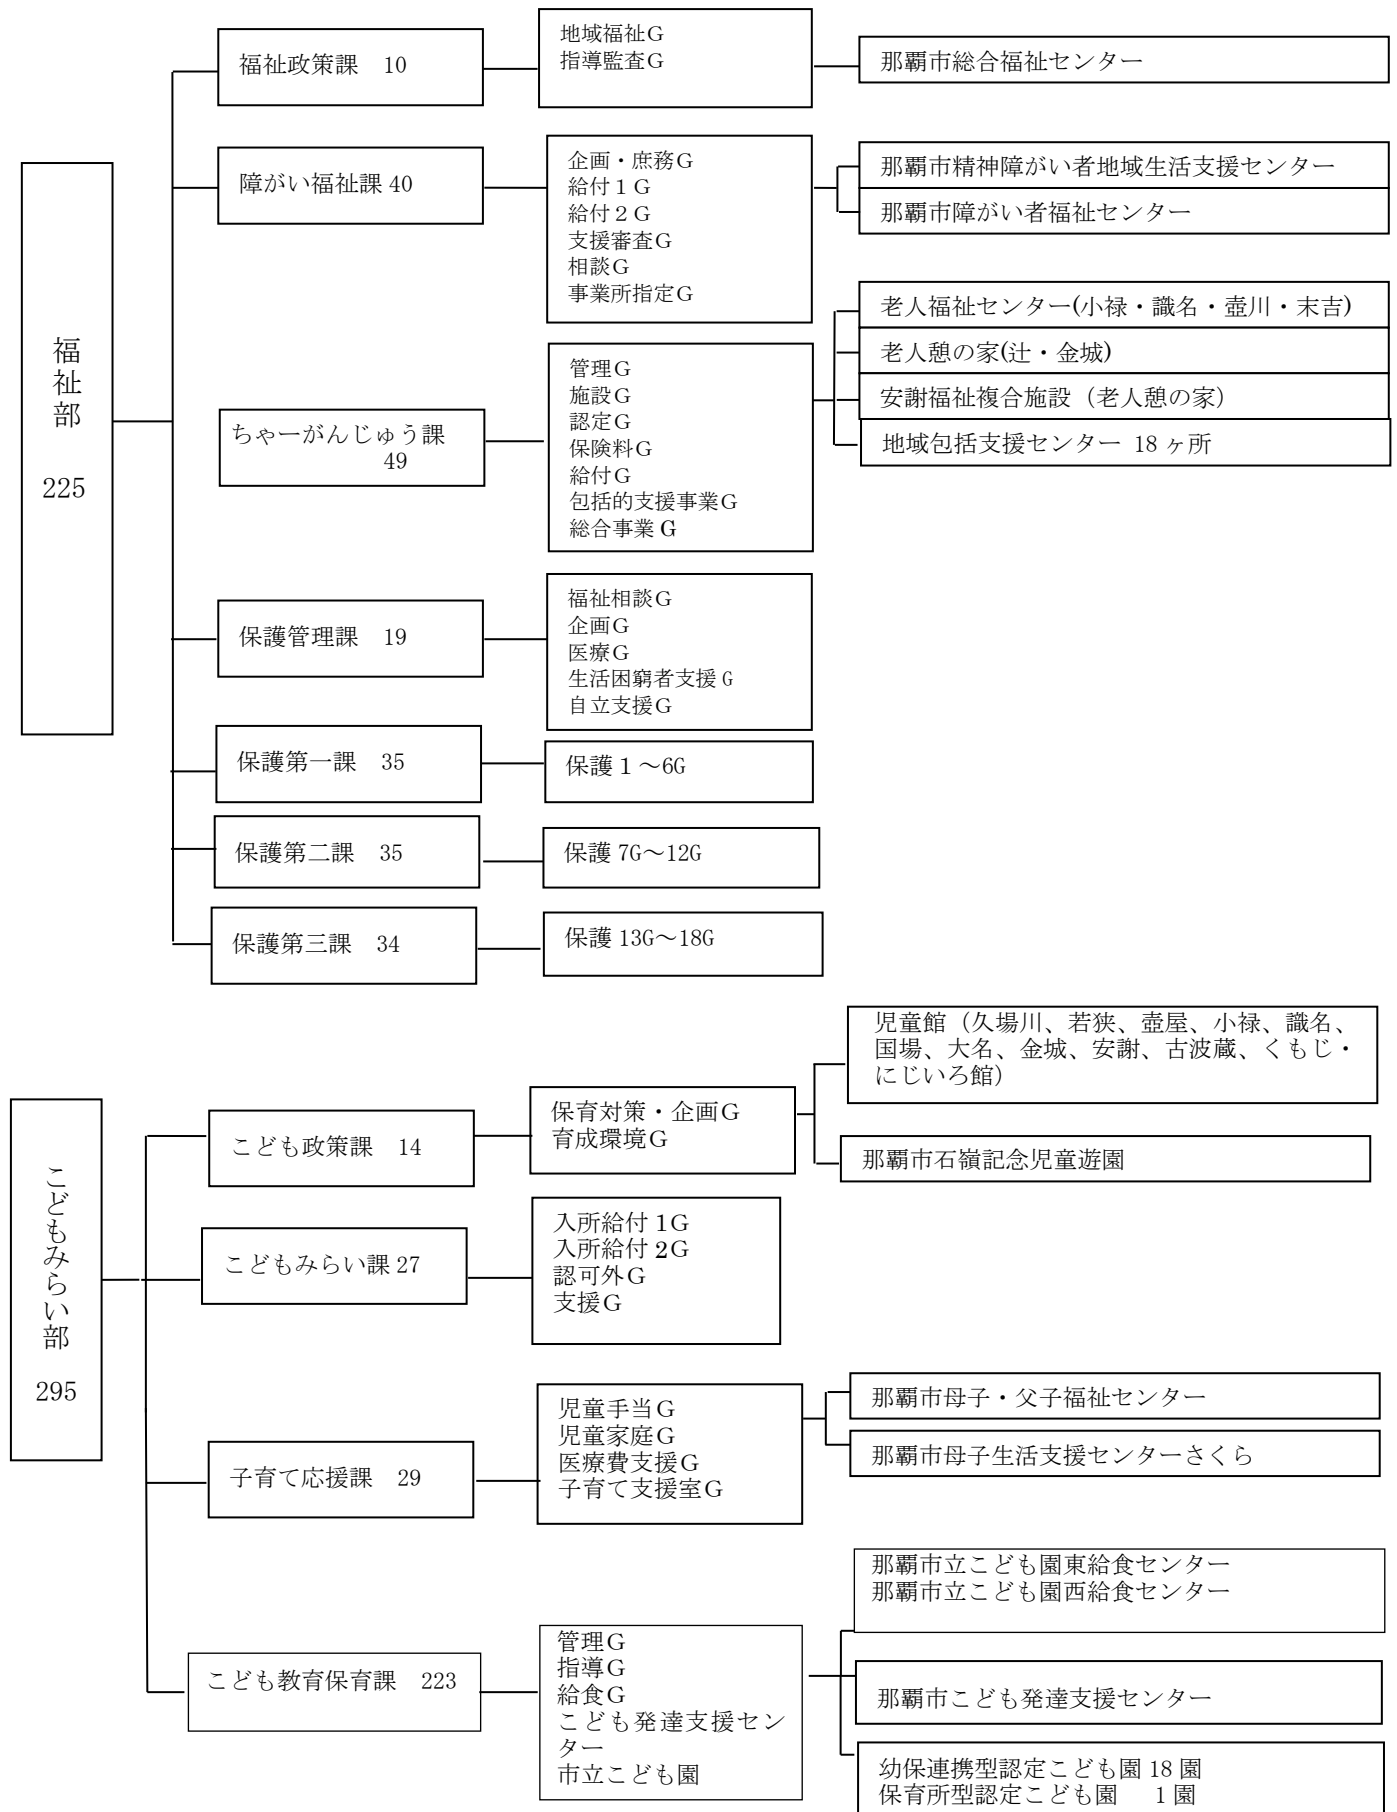 福祉部
225
福祉政策課　10
地域福祉G
指導監査G
那覇市総合福祉センター
障がい福祉課 40
企画・庶務G
給付１G
給付２G
支援審査G
相談G
事業所指定G
那覇市精神障がい者地域生活支援センター
那覇市障がい者福祉センター
ちゃーがんじゅう課
49
管理G
施設G
認定G
保険料G
給付G
包括的支援事業G
総合事業 G
老人福祉センター(小禄・識名・壺川・末吉)
老人憩の家(辻・金城)
安謝福祉複合施設（老人憩の家）
地域包括支援センター 18 ヶ所
保護管理課　19
福祉相談G
企画G
医療G
生活困窮者支援 G
自立支援G
保護第一課　35
保護 1 ～6G
保護第二課　35
保護 7G～12G
保護第三課　34
保護 13G～18G
こどもみらい部
295
こども政策課　14
保育対策・企画G
育成環境G
児童館（久場川、若狭、壺屋、小禄、識名、
国場、大名、金城、安謝、古波蔵、くもじ・
にじいろ館）
那覇市石嶺記念児童遊園
こどもみらい課 27
入所給付 1G
入所給付 2G
認可外G
支援G
子育て応援課　29
児童手当G
児童家庭G
医療費支援G
子育て支援室G
那覇市母子・父子福祉センター
那覇市母子生活支援センターさくら
こども教育保育課　223
管理G
指導G
給食G
こども発達支援セン
ター
市立こども園
那覇市立こども園東給食センター
那覇市立こども園西給食センター
那覇市こども発達支援センター
幼保連携型認定こども園 18 園
保育所型認定こども園　1 園